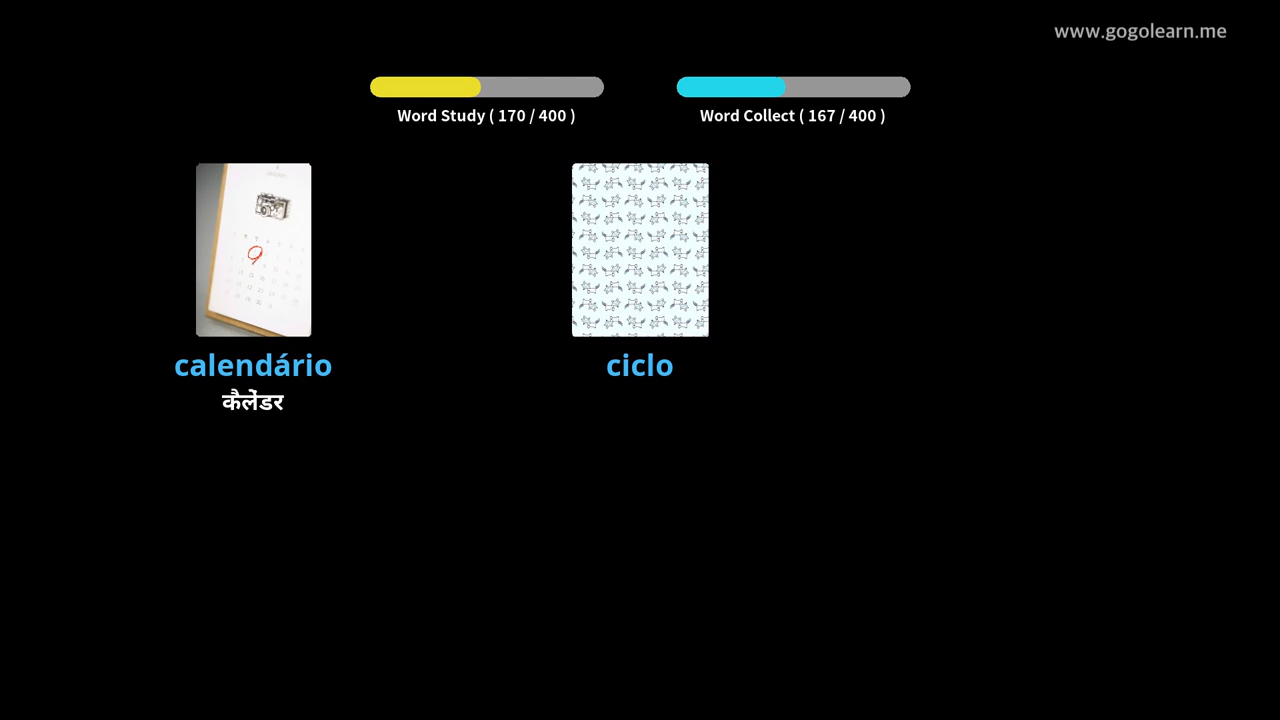 www.gogolearn.me
Word Study ( 170 / 400 )
Word Collect ( 167 / 400 )
calendário
कैलेंडर
ciclo